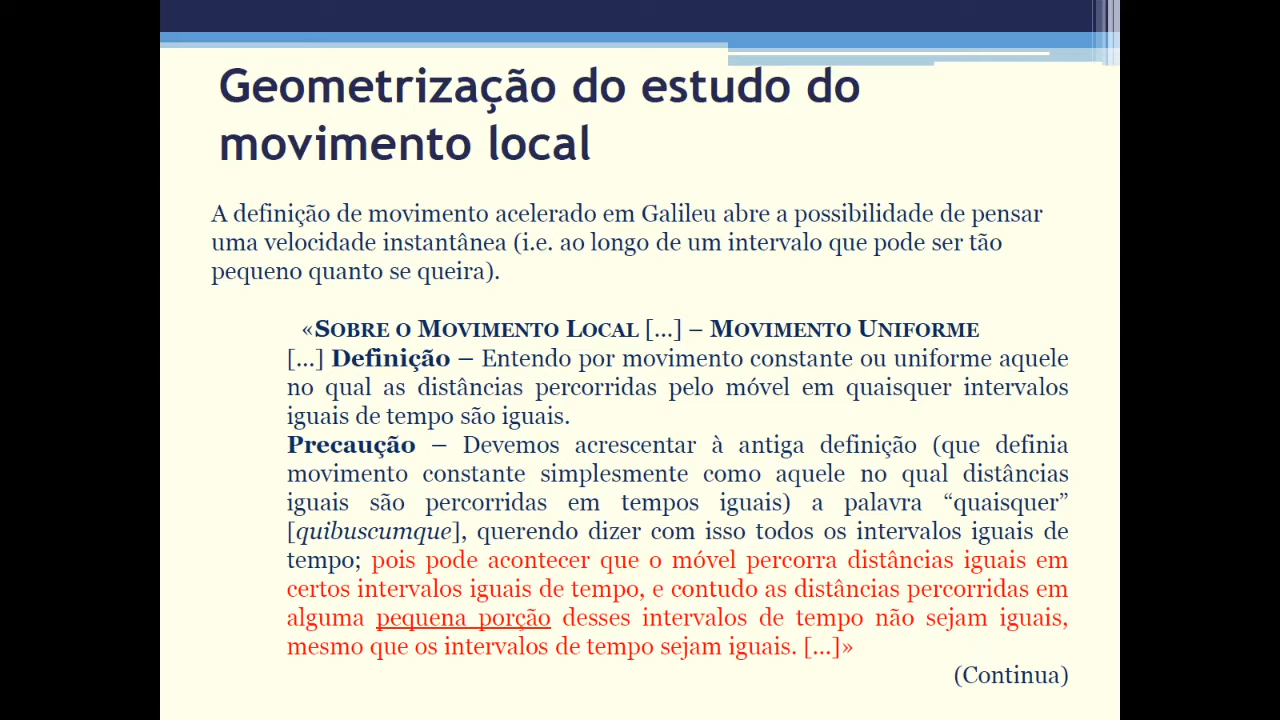 Geometrização do estudo do
movimento local
A definição de movimento acelerado em Galileu abre a possibilidade de pensar
uma velocidade instantânea (i.e. ao longo de um intervalo que pode ser tão
pequeno quanto se queira).
«SOBRE O MOVIMENTO LOCAL [...] – MOVIMENTO UNIFORME
[...] Definição – Entendo por movimento constante ou uniforme aquele
no qual as distâncias percorridas pelo móvel em quaisquer intervalos
iguais de tempo são iguais.
Precaução – Devemos acrescentar à antiga definição (que definia
movimento constante simplesmente como aquele no qual distâncias
iguais são percorridas em tempos iguais) a palavra “quaisquer”
[quibuscumque], querendo dizer com isso todos os intervalos iguais de
tempo; pois pode acontecer que o móvel percorra distâncias iguais em
certos intervalos iguais de tempo, e contudo as distâncias percorridas em
alguma pequena porção desses intervalos de tempo não sejam iguais,
mesmo que os intervalos de tempo sejam iguais. [...]»
(Continua)